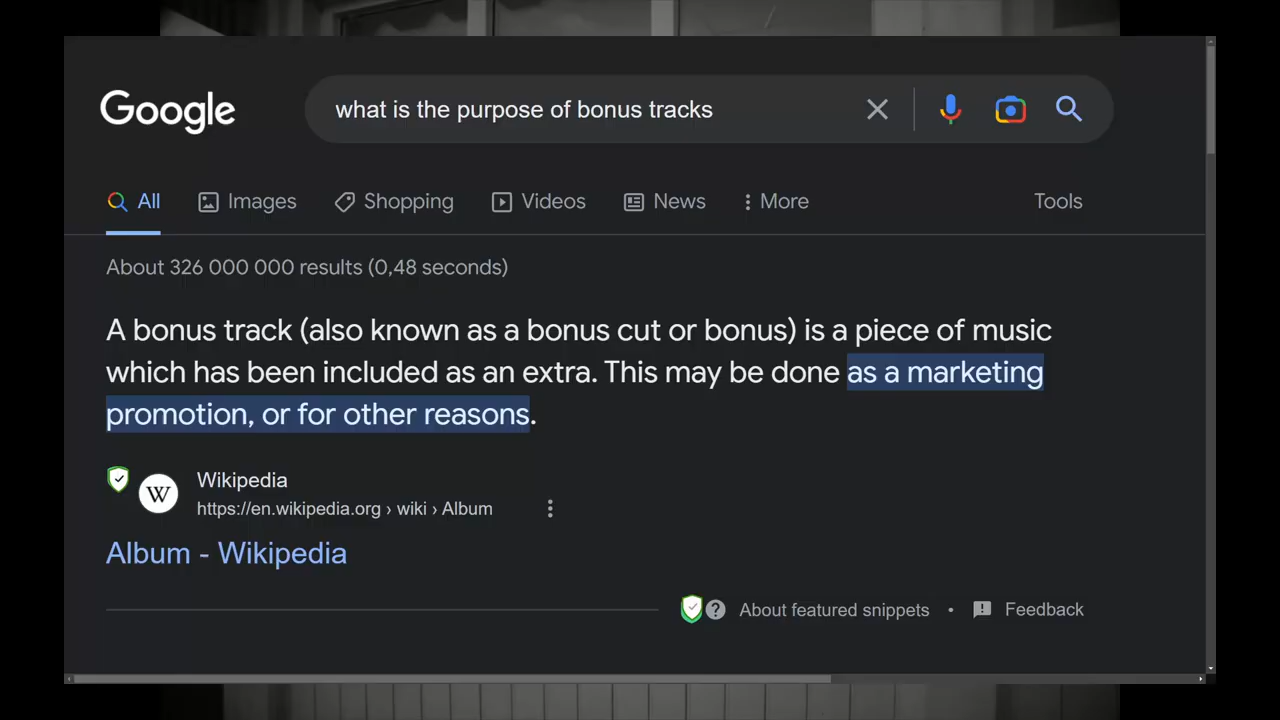 Google
what is the purpose of bonus tracks
All Images Shopping Videos News More Tools
About 326 000 000 results (0,48 seconds)
A bonus track (also known as a bonus cut or bonus) is a piece of music
which has been included as an extra. This may be done as a marketing
promotion, or for other reasons.
W
Wikipedia
https://en.wikipedia.org › wiki › Album
Album - Wikipedia
About featured snippets • Feedback